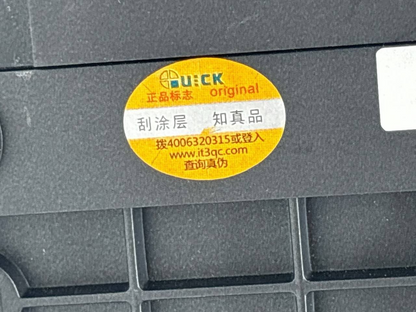 QUICK
正品标志 original
刮涂层 知真品
拨4006320315或登入
www.jt3qc.com
查询真伪